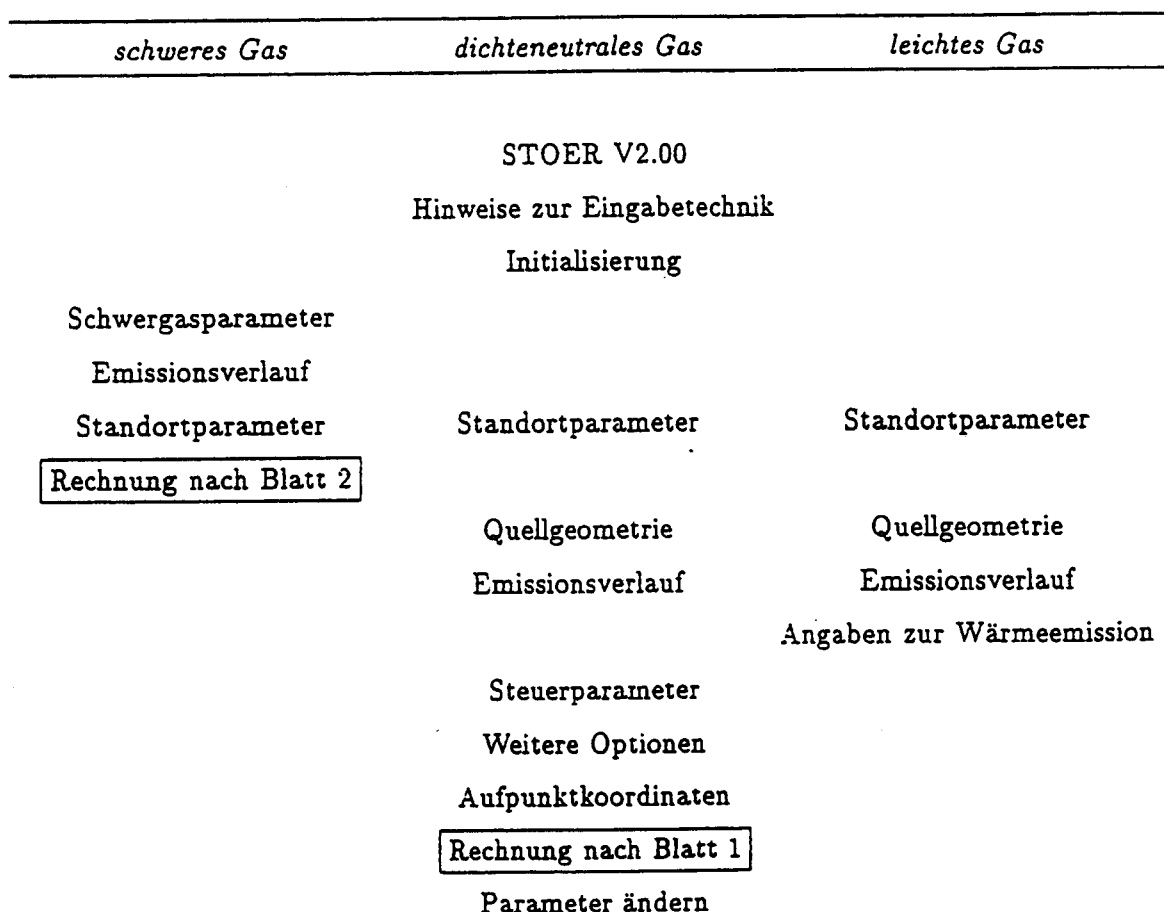 schweres Gas dichteneutrales Gas leichtes Gas
STOER V2.00
Hinweise zur Eingabetechnik
Initialisierung
Schwergasparameter
Emissionsverlauf
Standortparameter Standortparameter Standortparameter
Rechnung nach Blatt 2
Quellgeometrie Quellgeometrie
Emissionsverlauf Emissionsverlauf
Angaben zur Wärmeemission
Steuerparameter
Weitere Optionen
Aufpunktkoordinaten
Rechnung nach Blatt 1
Parameter ändern